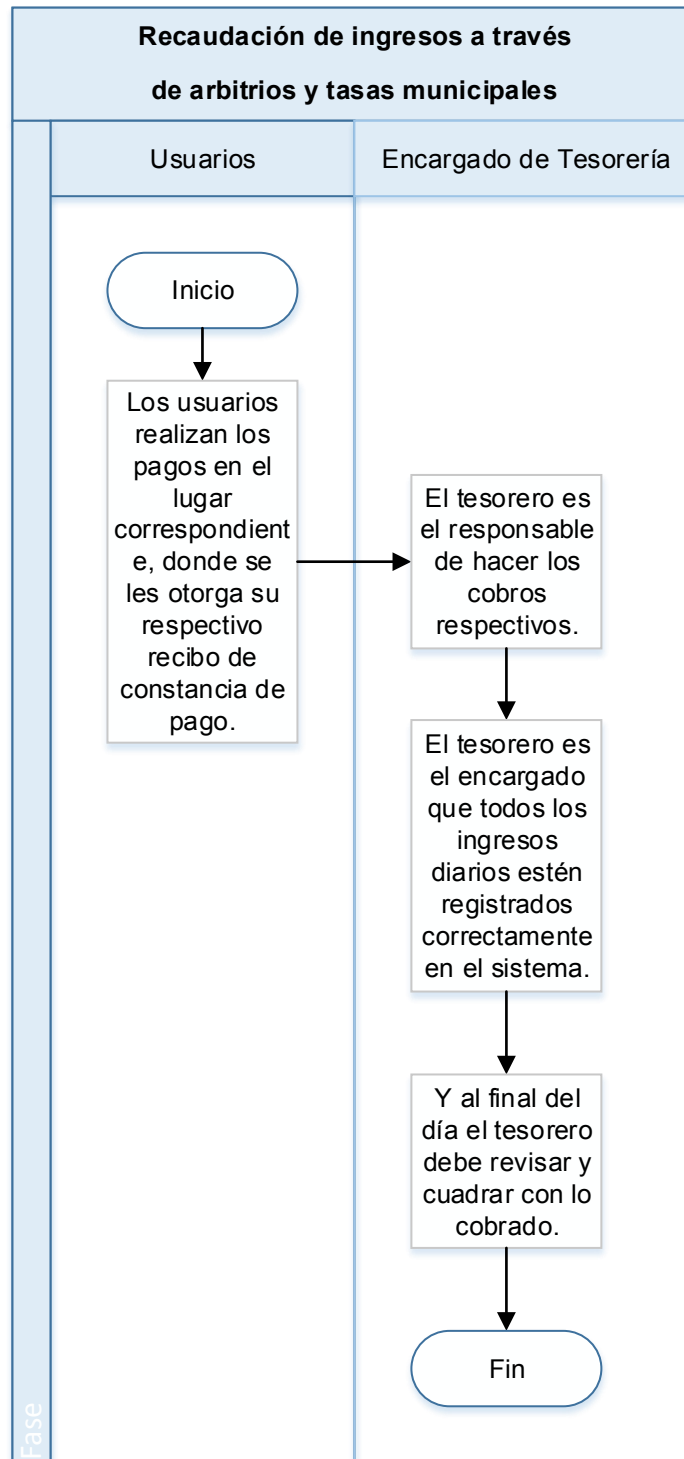 Recaudación de ingresos a través
de arbitrios y tasas municipales
Usuarios
Encargado de Tesorería
Inicio
Los usuarios
realizan los
pagos en el
lugar
correspondient
e, donde se
les otorga su
respectivo
recibo de
constancia de
pago.
El tesorero es
el responsable
de hacer los
cobros
respectivos.
El tesorero es
el encargado
que todos los
ingresos
diarios estén
registrados
correctamente
en el sistema.
Y al final del
día el tesorero
debe revisar y
cuadrar con lo
cobrado.
Fin
Fase